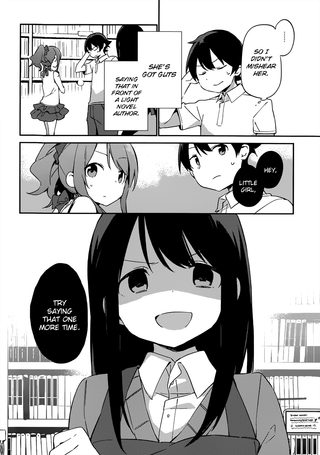 ......
SO I
DIDN'T
MISHEAR
HER.
SHE'S
GOT GUTS
SAYING
THAT IN
FRONT OF
A LIGHT
NOVEL
AUTHOR.
HEY,
LITTLE
GIRL,
TRY
SAYING
THAT ONE
MORE TIME.